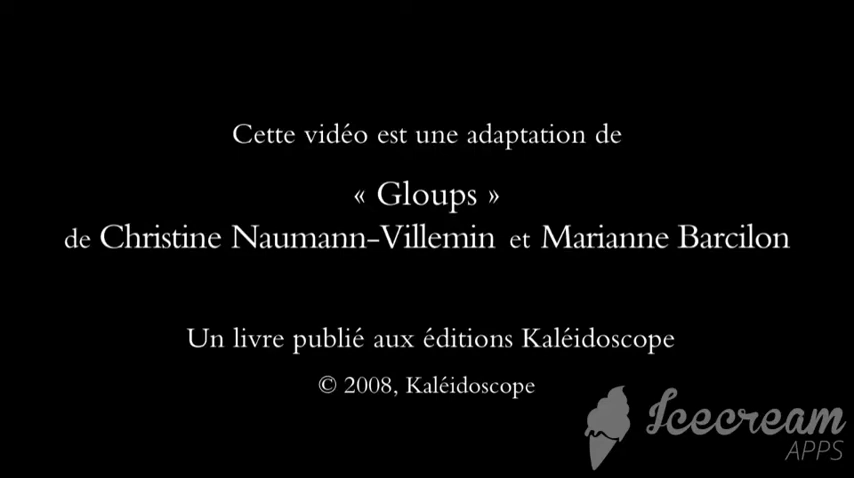 Cette vidéo est une adaptation de
« Gloups »
de Christine Naumann-Villemin et Marianne Barcilon
Un livre publié aux éditions Kaléidoscope
© 2008, Kaléidoscope
Icecream
APPS